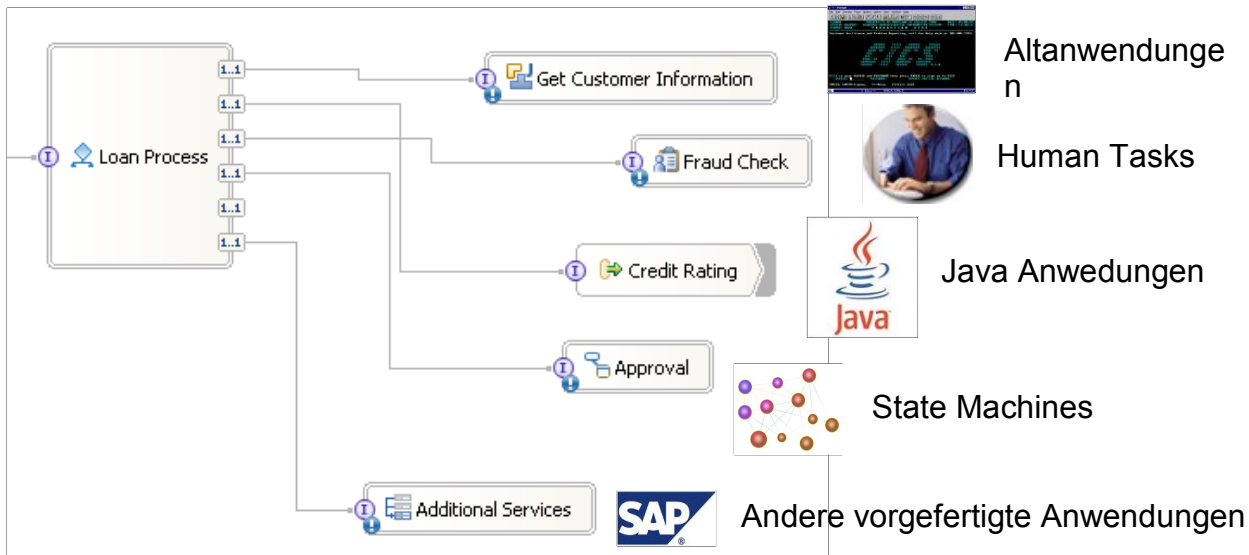 Loan Process
1..1
1..1
1..1
1..1
1..1
1..1
Get Customer Information
Fraud Check
Credit Rating
Approval
Additional Services
CICS
Altanwendunge
n
Human Tasks
Java
Java Anwedungen
State Machines
SAP
Andere vorgefertigte Anwendungen